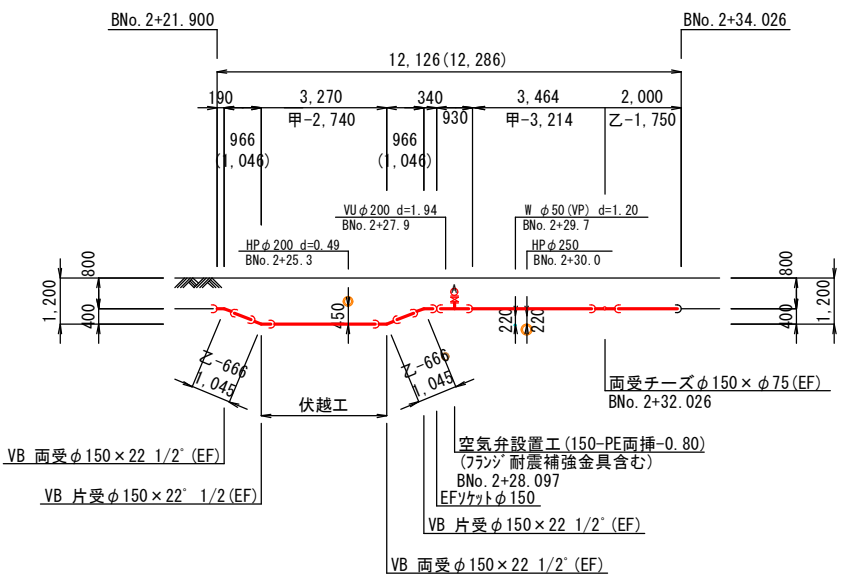 BNo. 2+21.900
BNo. 2+34.026
12,126(12,286)
190
3,270
340
3,464
2,000
甲-2,740
930
甲-3,214
乙-1,750
966
(1,046)
966
(1,046)
VUφ200 d=1.94
BNo. 2+27.9
W φ50(VP) d=1.20
BNo. 2+29.7
HPφ200 d=0.49
BNo. 2+25.3
HPφ250
BNo. 2+30.0
800
1,200
400
450
220
220
800
1,200
400
乙-666
1,045
乙-666
1,045
伏越工
両受チーズφ150×φ75(EF)
BNo. 2+32.026
空気弁設置工(150-PE両挿-0.80)
(フランジ耐震補強金具含む)
BNo. 2+28.097
EFソケットφ150
VB 両受φ150×22 1/2°(EF)
VB 片受φ150×22° 1/2(EF)
VB 片受φ150×22 1/2°(EF)
VB 両受φ150×22 1/2°(EF)